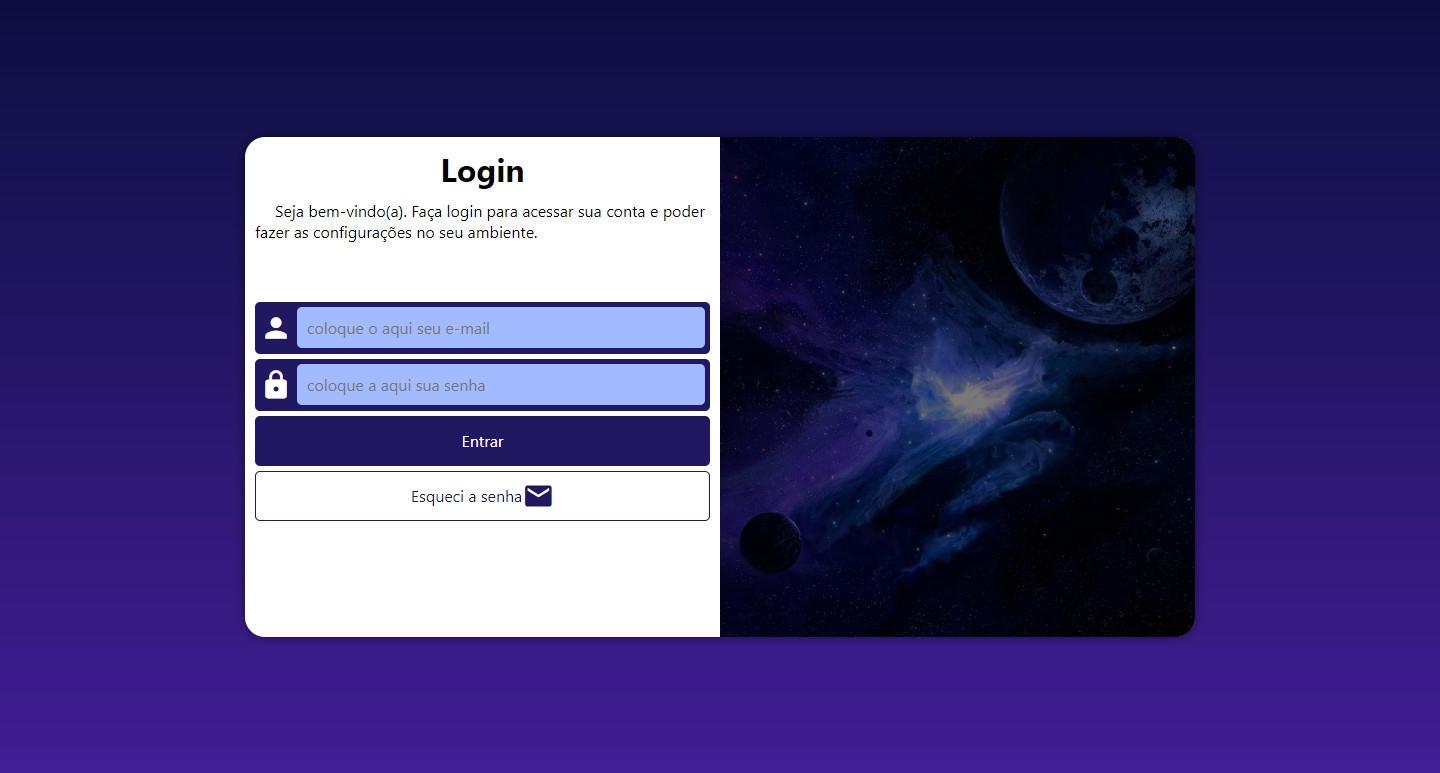 Login
Seja bem-vindo(a). Faça login para acessar sua conta e poder
fazer as configurações no seu ambiente.
coloque o aqui seu e-mail
coloque a aqui sua senha
Entrar
Esqueci a senha